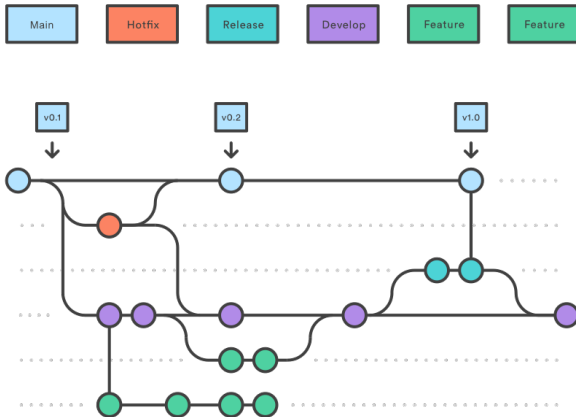 Main
Hotfix
Release
Develop
Feature
Feature
v0.1
v0.2
v1.0